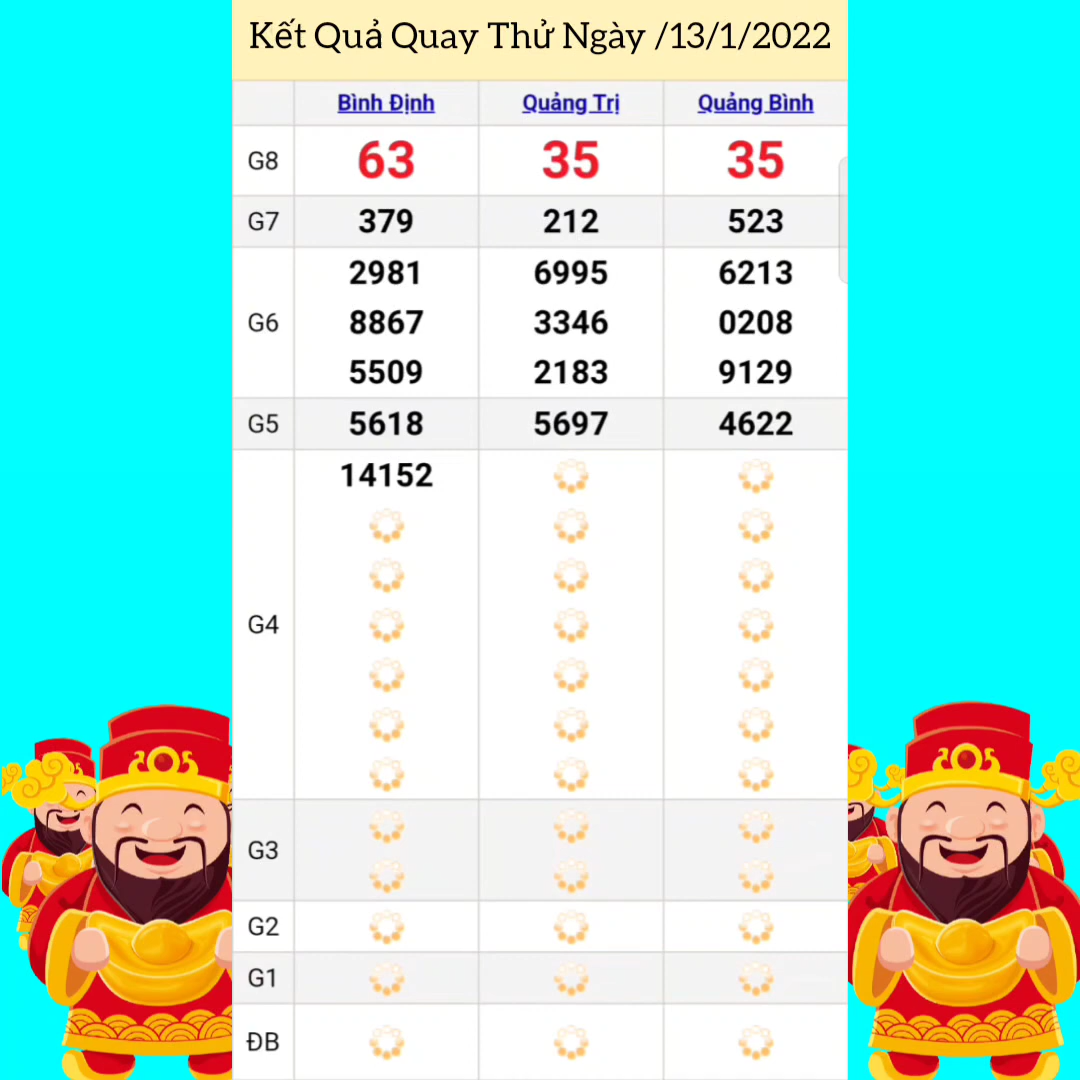 Kết Quả Quay Thử Ngày /13/1/2022
Bình Định Quảng Trị Quảng Bình
G8 63 35 35
G7 379 212 523
2981 6995 6213
G6 8867 3346 0208
5509 2183 9129
G5 5618 5697 4622
14152
G4
G3
G2
G1
ĐB